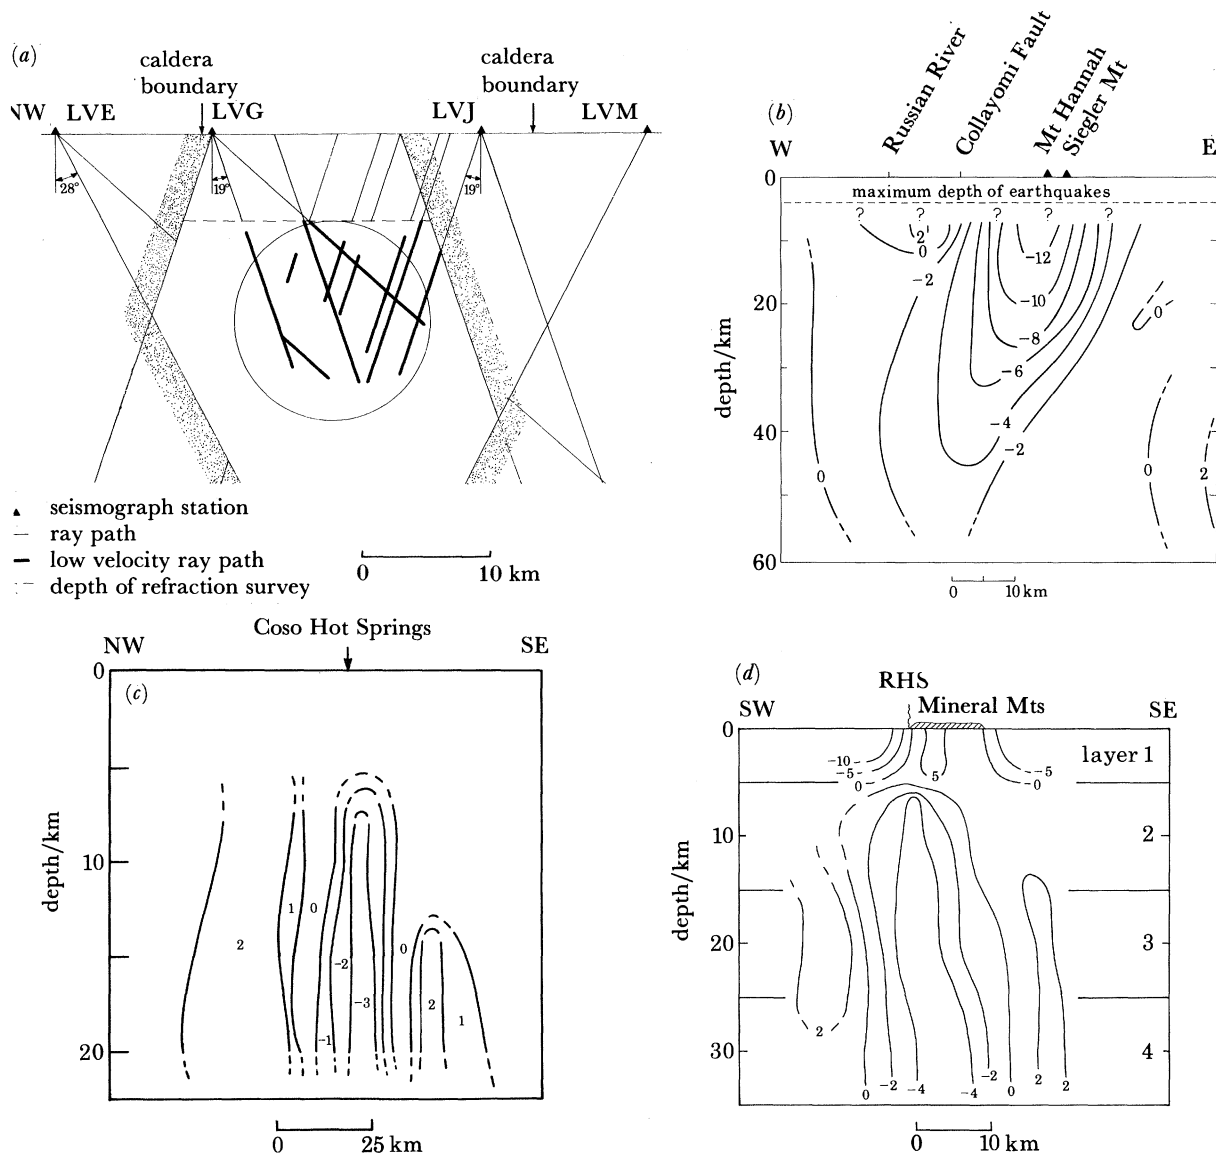 (a)
caldera
boundary
caldera
boundary
NW LVE LVG LVJ LVM
28° 19° 19°
▲ seismograph station
— ray path
— low velocity ray path
-- depth of refraction survey
0 10 km
(b)
Russian River
Collayomi Fault
Mt Hannah
Siegler Mt
W E
0
maximum depth of earthquakes
? ? ? ? ?
2
0
-2
-12
20
-10
0
-8
-6
-4
-2
40
0 0 2
60
depth/km
0 10 km
Coso Hot Springs
NW SE
0
(c)
10
1 0
2 0
-2
-3 2 1
-1
20
depth/km
0 25 km
(d)
RHS
SW Mineral Mts SE
0
layer 1
-10
-5 5 -5
0 0
10 2
20 3
2
30 4
0 -2 -4 -4 -2 0 2 2
depth/km
0 10 km